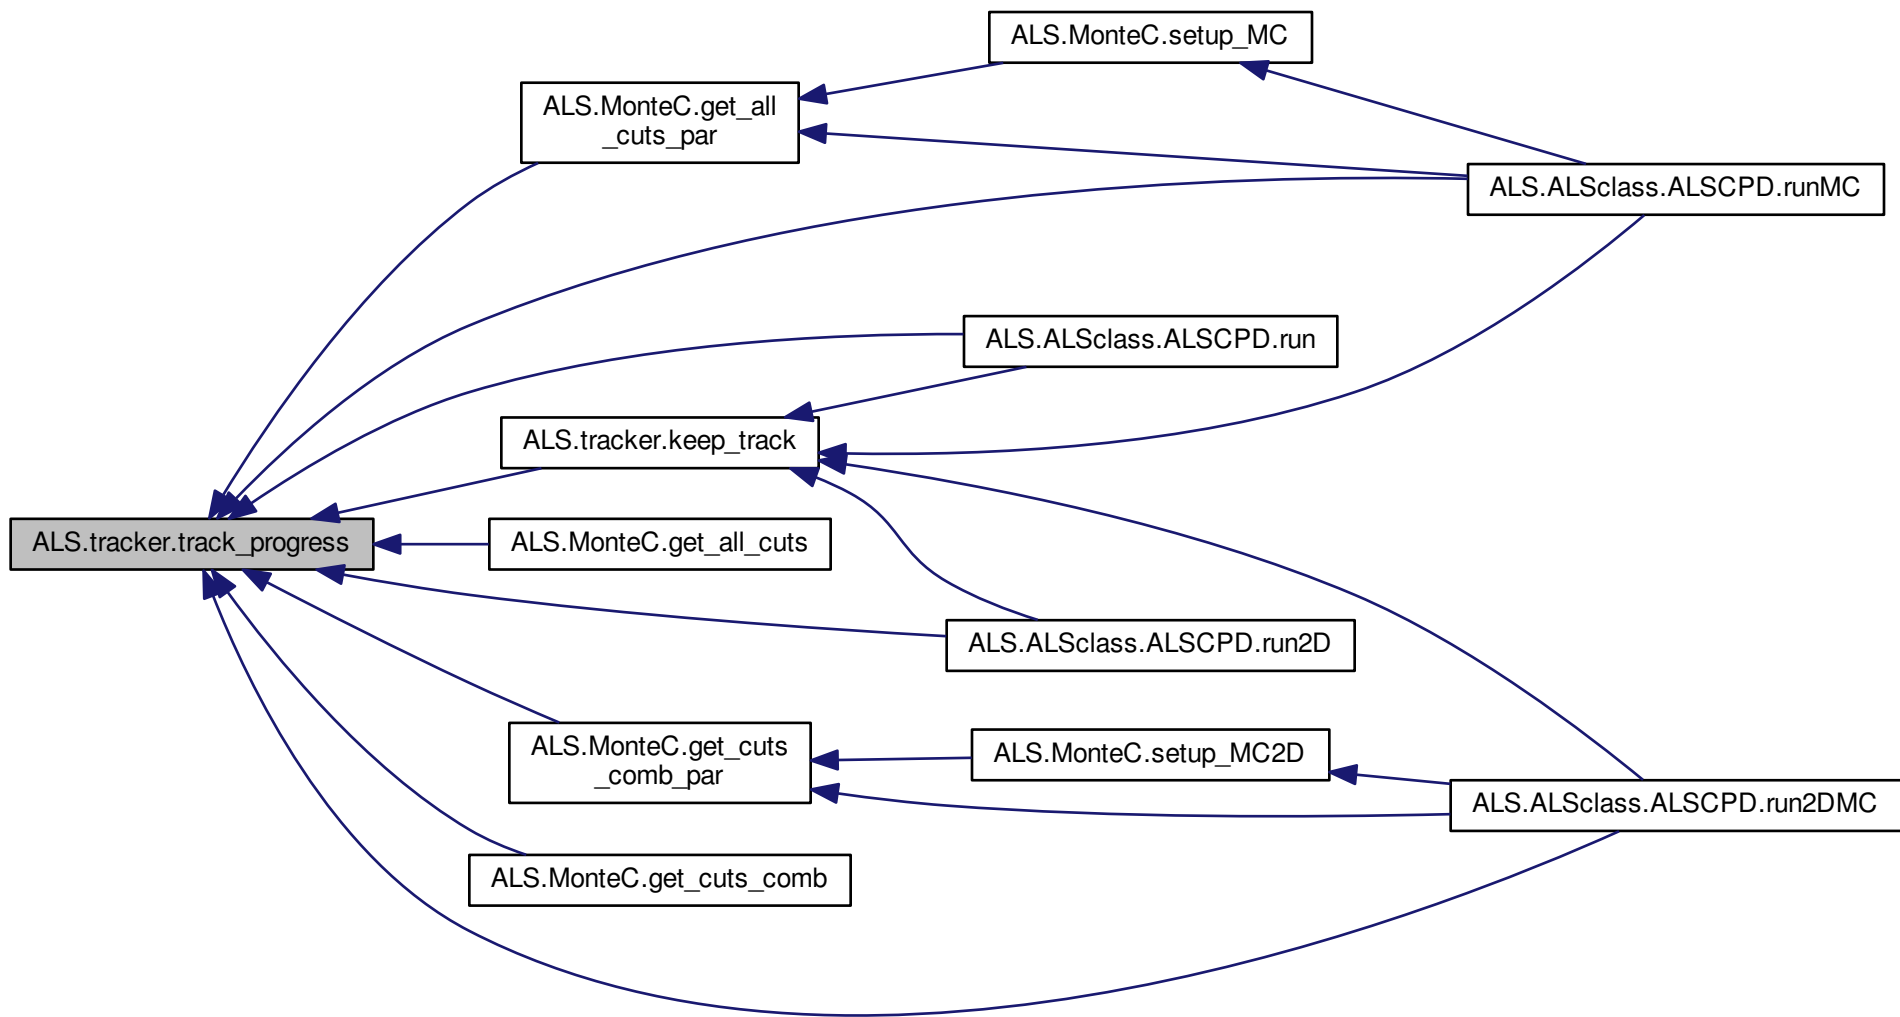 ALS.MonteC.setup_MC
ALS.MonteC.get_all
_cuts_par
ALS.ALSclass.ALSCPD.runMC
ALS.ALSclass.ALSCPD.run
ALS.tracker.keep_track
ALS.tracker.track_progress
ALS.MonteC.get_all_cuts
ALS.ALSclass.ALSCPD.run2D
ALS.MonteC.get_cuts
_comb_par
ALS.MonteC.setup_MC2D
ALS.ALSclass.ALSCPD.run2DMC
ALS.MonteC.get_cuts_comb